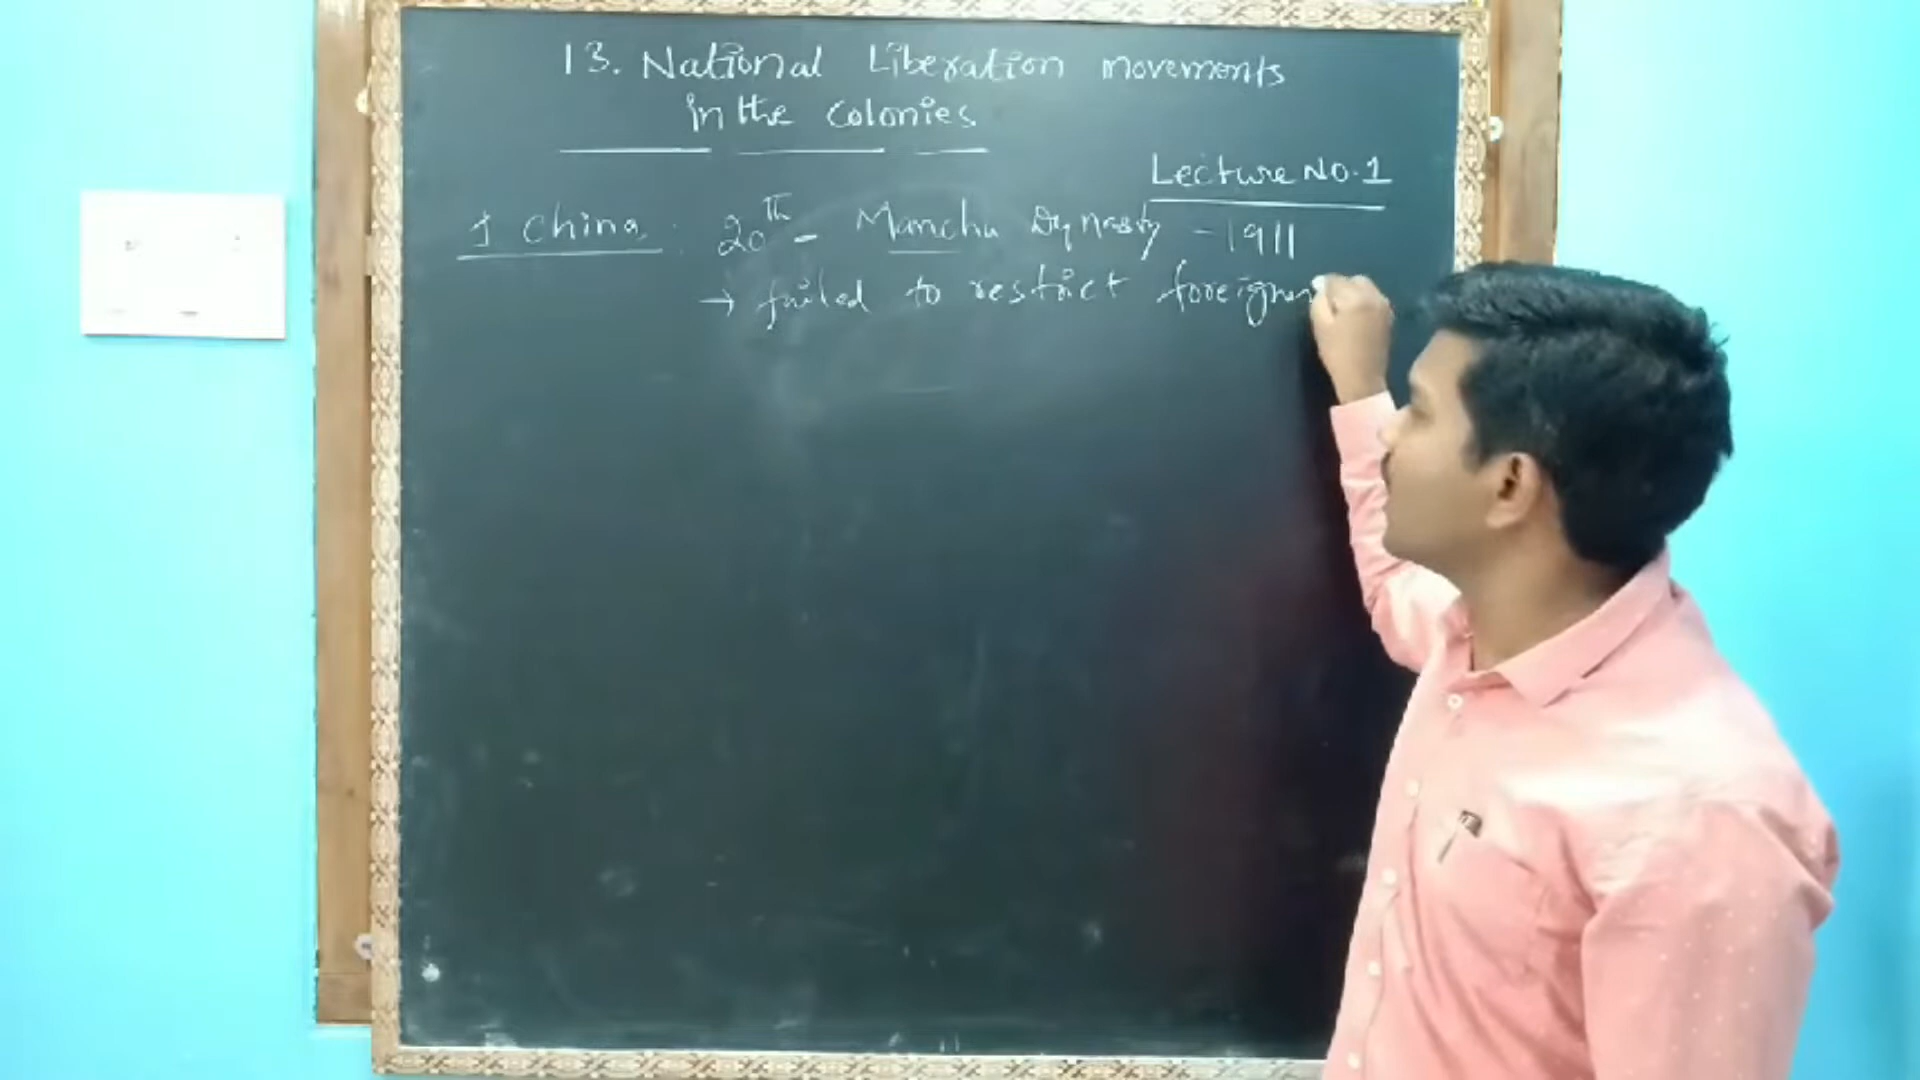 13. National Liberation movements
in the colonies
Lecture No. 1
1 China : 20th - Manchu Dynasty - 1911
→ failed to restrict foreigner